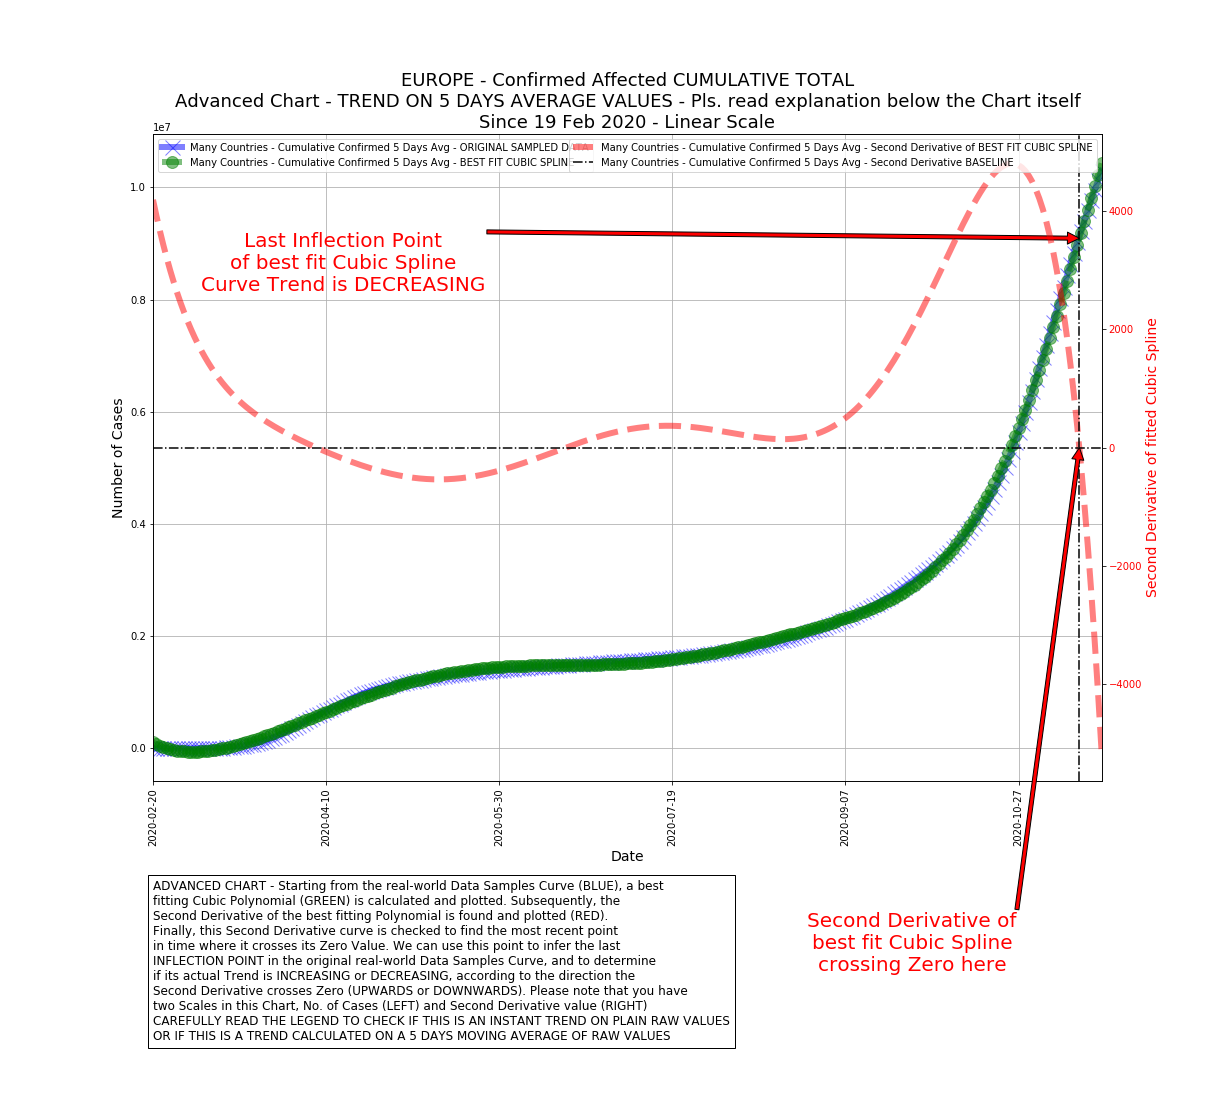 EUROPE - Confirmed Affected CUMULATIVE TOTAL
Advanced Chart - TREND ON 5 DAYS AVERAGE VALUES - Pls. read explanation below the Chart itself
Since 19 Feb 2020 - Linear Scale
1e7
Many Countries - Cumulative Confirmed 5 Days Avg - ORIGINAL SAMPLED DATA
Many Countries - Cumulative Confirmed 5 Days Avg - BEST FIT CUBIC SPLINE
Many Countries - Cumulative Confirmed 5 Days Avg - Second Derivative of BEST FIT CUBIC SPLINE
Many Countries - Cumulative Confirmed 5 Days Avg - Second Derivative BASELINE
Last Inflection Point
of best fit Cubic Spline
Curve Trend is DECREASING
1.0
0.8
0.6
0.4
0.2
0.0
Number of Cases
4000
2000
0
−2000
−4000
Second Derivative of fitted Cubic Spline
2020-02-20
2020-04-10
2020-05-30
2020-07-19
2020-09-07
2020-10-27
Date
ADVANCED CHART - Starting from the real-world Data Samples Curve (BLUE), a best
fitting Cubic Polynomial (GREEN) is calculated and plotted. Subsequently, the
Second Derivative of the best fitting Polynomial is found and plotted (RED).
Finally, this Second Derivative curve is checked to find the most recent point
in time where it crosses its Zero Value. We can use this point to infer the last
INFLECTION POINT in the original real-world Data Samples Curve, and to determine
if its actual Trend is INCREASING or DECREASING, according to the direction the
Second Derivative crosses Zero (UPWARDS or DOWNWARDS). Please note that you have
two Scales in this Chart, No. of Cases (LEFT) and Second Derivative value (RIGHT)
CAREFULLY READ THE LEGEND TO CHECK IF THIS IS AN INSTANT TREND ON PLAIN RAW VALUES
OR IF THIS IS A TREND CALCULATED ON A 5 DAYS MOVING AVERAGE OF RAW VALUES
Second Derivative of
best fit Cubic Spline
crossing Zero here